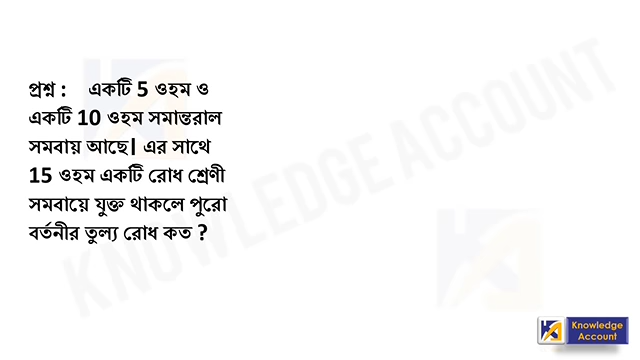 প্রশ্ন : একটি 5 ওহম ও
একটি 10 ওহম সমান্তরাল
সমবায় আছে। এর সাথে
15 ওহম একটি রোধ শ্রেণী
সমবায়ে যুক্ত থাকলে পুরো
বর্তনীর তুল্য রোধ কত ?
KNOWLEDGE ACCOUNT
Knowledge
Account